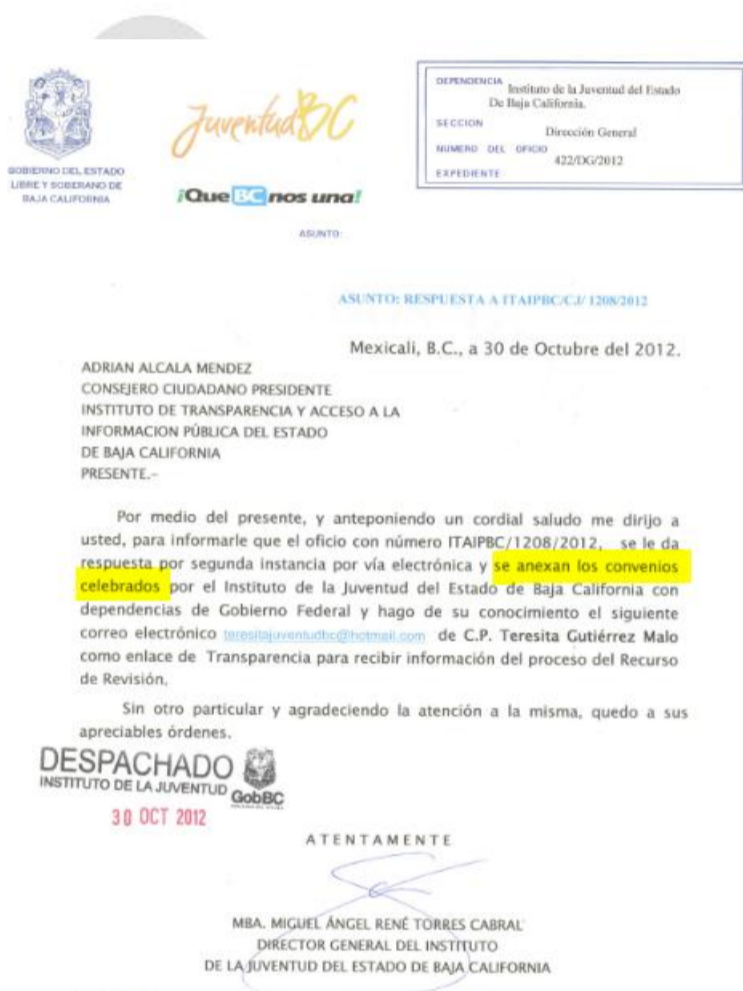 GOBIERNO DEL ESTADO
LIBRE Y SOBERANO DE
BAJA CALIFORNIA
JuventudBC
¡Que BC nos una!
DEPENDENCIA Instituto de la Juventud del Estado
De Baja California.
SECCION Dirección General
NUMERO DEL OFICIO 422/DG/2012
EXPEDIENTE
ASUNTO:
ASUNTO: RESPUESTA A ITAIPBC/CJ/ 1208/2012
Mexicali, B.C., a 30 de Octubre del 2012.
ADRIAN ALCALA MENDEZ
CONSEJERO CIUDADANO PRESIDENTE
INSTITUTO DE TRANSPARENCIA Y ACCESO A LA
INFORMACION PÚBLICA DEL ESTADO
DE BAJA CALIFORNIA
PRESENTE.-
Por medio del presente, y anteponiendo un cordial saludo me dirijo a
usted, para informarle que el oficio con número ITAIPBC/1208/2012, se le da
respuesta por segunda instancia por vía electrónica y se anexan los convenios
celebrados por el Instituto de la Juventud del Estado de Baja California con
dependencias de Gobierno Federal y hago de su conocimiento el siguiente
correo electrónico teresitajuventudbc@hotmail.com de C.P. Teresita Gutiérrez Malo
como enlace de Transparencia para recibir información del proceso del Recurso
de Revisión.
Sin otro particular y agradeciendo la atención a la misma, quedo a sus
apreciables órdenes.
DESPACHADO
INSTITUTO DE LA JUVENTUD
GobBC
30 OCT 2012
ATENTAMENTE
MBA. MIGUEL ÁNGEL RENÉ TORRES CABRAL
DIRECTOR GENERAL DEL INSTITUTO
DE LA JUVENTUD DEL ESTADO DE BAJA CALIFORNIA